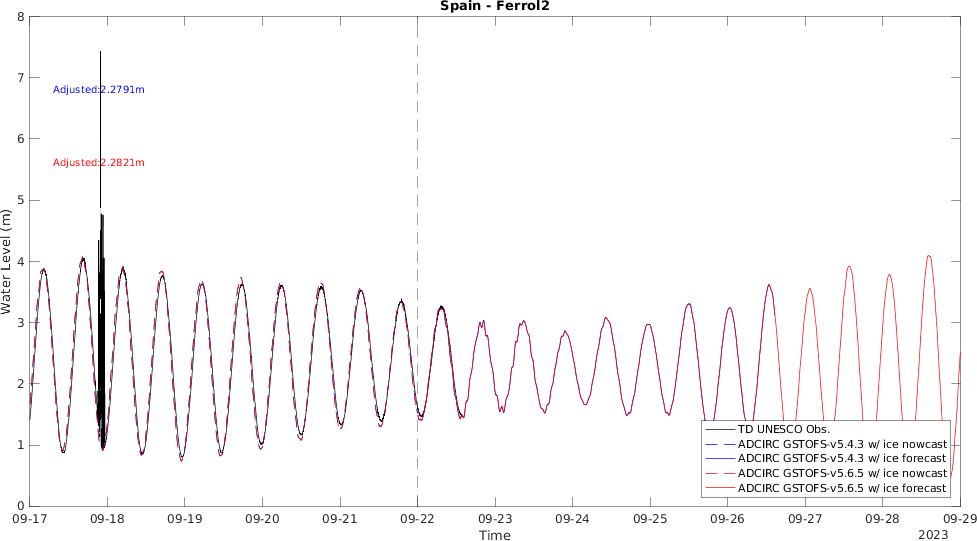 Spain - Ferrol2
8
7
6
5
4
3
2
1
0
Water Level (m)
Adjusted:2.2791m
Adjusted:2.2821m
TD UNESCO Obs.
ADCIRC GSTOFS-v5.4.3 w/ ice nowcast
ADCIRC GSTOFS-v5.4.3 w/ ice forecast
ADCIRC GSTOFS-v5.6.5 w/ ice nowcast
ADCIRC GSTOFS-v5.6.5 w/ ice forecast
09-17 09-18 09-19 09-20 09-21 09-22 09-23 09-24 09-25 09-26 09-27 09-28 09-29
Time
2023